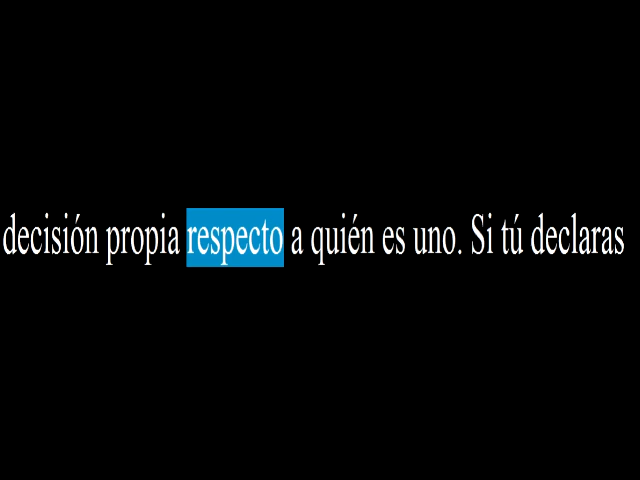 decisión propia respecto a quién es uno. Si tú declaras